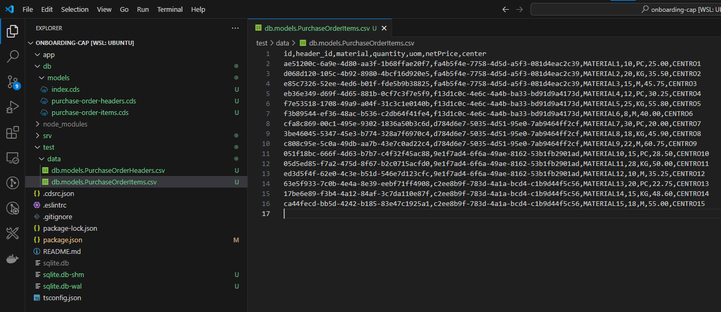 File Edit Selection View Go Run Terminal Help
onboarding-cap [WSL: Ubuntu]
EXPLORER
ONBOARDING-CAP [WSL: UBUNTU]
app
db
models
index.cds U
purchase-order-headers.cds U
purchase-order-items.cds U
node_modules
srv
test
data
db.models.PurchaseOrderHeaders.csv U
db.models.PurchaseOrderItems.csv U
.cdsrc.json
.eslintrc
.gitignore
package-lock.json
package.json M
README.md
sqlite.db
sqlite.db-shm U
sqlite.db-wal U
tsconfig.json
db.models.PurchaseOrderItems.csv U
test > data > db.models.PurchaseOrderItems.csv
1 id,header_id,material,quantity,uom,netPrice,center
2 ae51200c-6a9e-4d80-aa3f-1b68ffae20f7,fa4b5f4e-7758-4d5d-a5f3-081d4eac2c39,MATERIAL1,10,PC,25.00,CENTRO1
3 d068d120-105c-4b92-8980-4bcf16d920e5,fa4b5f4e-7758-4d5d-a5f3-081d4eac2c39,MATERIAL2,20,KG,35.50,CENTRO2
4 e85c7326-52ee-4ed6-b01f-fde5b9b38825,fa4b5f4e-7758-4d5d-a5f3-081d4eac2c39,MATERIAL3,15,M,45.75,CENTRO3
5 eb36e349-d69f-4d65-881b-0cf7c3f7e5f9,f13d1c0c-4e6c-4a4b-ba33-bd91d9a4173d,MATERIAL4,12,PC,30.25,CENTRO4
6 f7e53518-1708-49a9-a04f-31c3c1e0140b,f13d1c0c-4e6c-4a4b-ba33-bd91d9a4173d,MATERIAL5,25,KG,55.80,CENTRO5
7 f3b89544-ef36-48ac-b536-c2db64f41fe4,f13d1c0c-4e6c-4a4b-ba33-bd91d9a4173d,MATERIAL6,8,M,40.00,CENTRO6
8 cfa8c869-00c1-495e-9302-1836a50b3c6d,d784d6e7-5035-4d51-95e0-7ab9464ff2cf,MATERIAL7,30,PC,20.00,CENTRO7
9 3be46045-5347-45e3-b774-328a7f6970c4,d784d6e7-5035-4d51-95e0-7ab9464ff2cf,MATERIAL8,18,KG,45.90,CENTRO8
10 c808c95e-5c0a-49db-aa7b-43e7c0ad22c4,d784d6e7-5035-4d51-95e0-7ab9464ff2cf,MATERIAL9,22,M,60.75,CENTRO9
11 051f18bc-666f-4d63-b7b7-c4f32f45ac88,9e1f7ad4-6f6a-49ae-8162-53b1fb2901ad,MATERIAL10,15,PC,28.50,CENTRO10
12 05d5ed85-f7a2-475d-8f67-b2c0715acfd0,9e1f7ad4-6f6a-49ae-8162-53b1fb2901ad,MATERIAL11,28,KG,50.00,CENTRO11
13 ed3d5f4f-62e0-4c3e-b51d-546e7d123cfc,9e1f7ad4-6f6a-49ae-8162-53b1fb2901ad,MATERIAL12,10,M,35.25,CENTRO12
14 63e5f933-7c0b-4e4a-8e39-eebf71ff4908,c2ee8b9f-783d-4a1a-bcd4-c1b9d44f5c56,MATERIAL13,20,PC,22.75,CENTRO13
15 17be6e89-f3b4-4a12-84af-3c7da110e87f,c2ee8b9f-783d-4a1a-bcd4-c1b9d44f5c56,MATERIAL14,15,KG,48.60,CENTRO14
16 ca44fecd-bb5d-4242-b185-83e47c1925a1,c2ee8b9f-783d-4a1a-bcd4-c1b9d44f5c56,MATERIAL15,18,M,55.00,CENTRO15
17